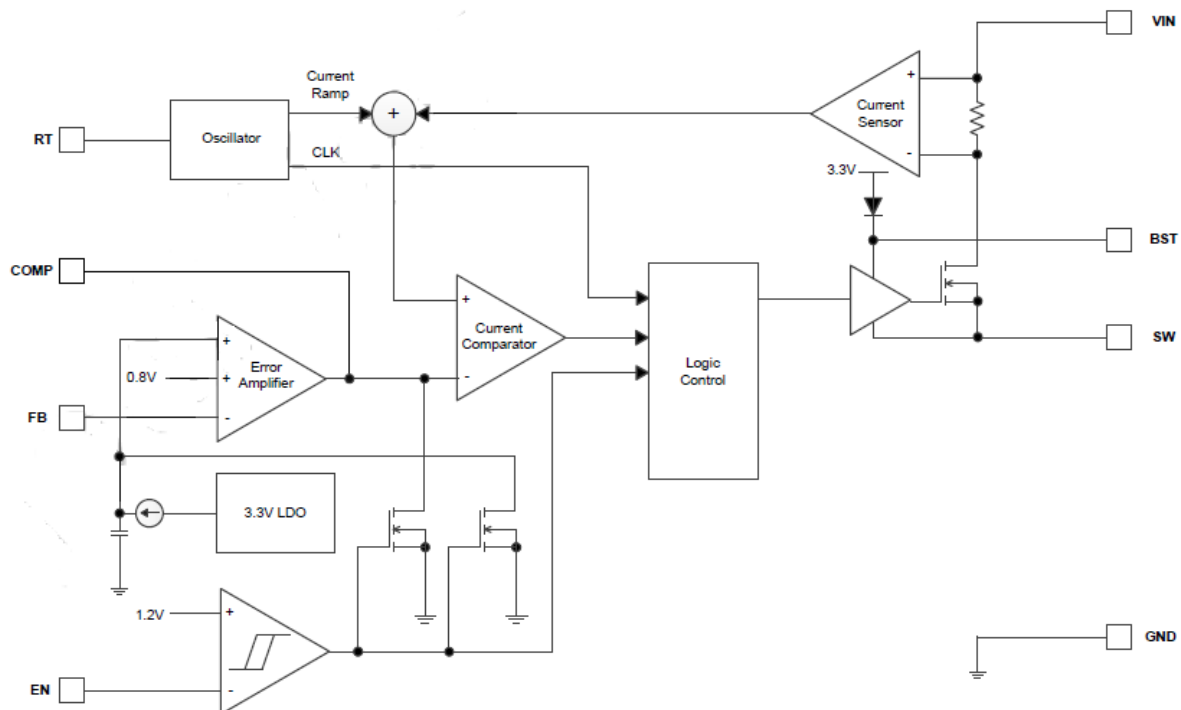 VIN
Current
Ramp
+
+
Current
Sensor
-
RT
Oscillator
CLK
3.3V
BST
COMP
+
Current
Comparator
-
Logic
Control
SW
+
0.8V
+
Error
Amplifier
FB
-
3.3V LDO
1.2V
+
GND
EN
-